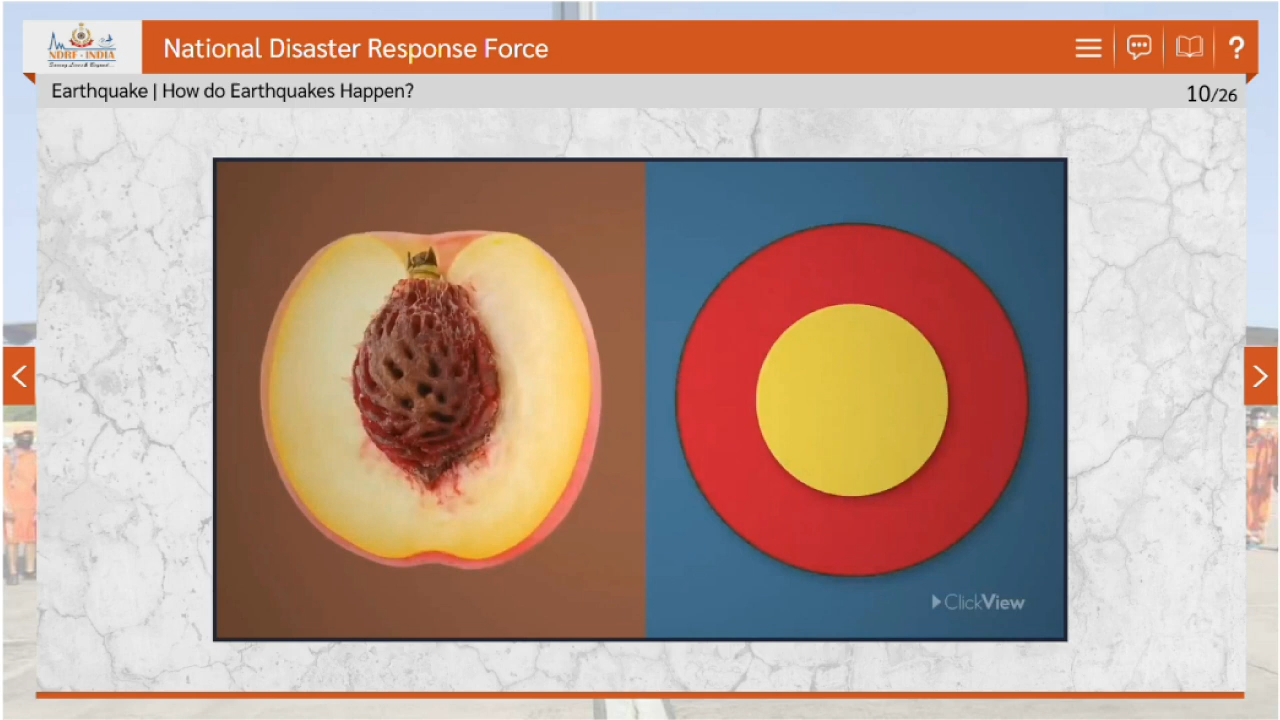 NDRF - INDIA
National Disaster Response Force
?
Earthquake | How do Earthquakes Happen?
10/26
<
>
ClickView